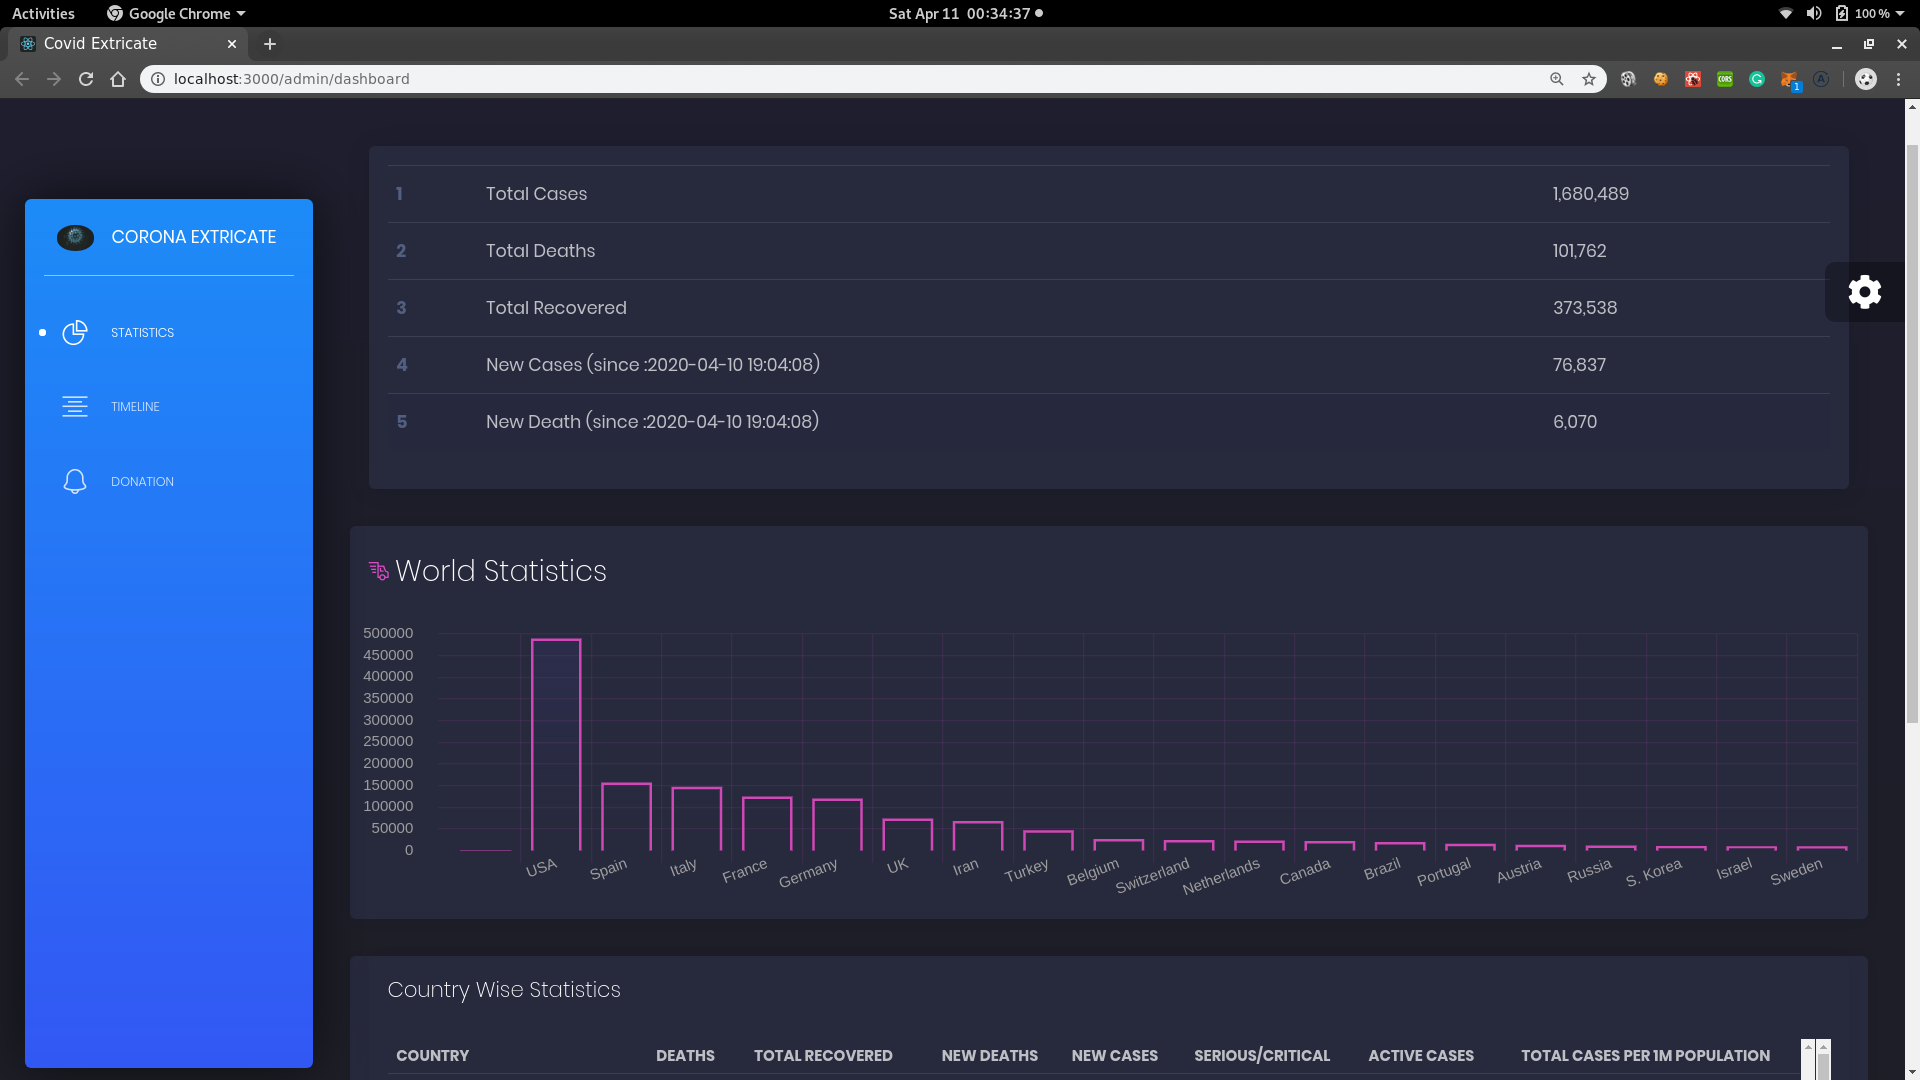 Activities Google Chrome Sat Apr 11 00:34:37 100 %
Covid Extricate
localhost:3000/admin/dashboard CORS G 1 A
CORONA EXTRICATE
STATISTICS
TIMELINE
DONATION
1 Total Cases 1,680,489
2 Total Deaths 101,762
3 Total Recovered 373,538
4 New Cases (since :2020-04-10 19:04:08) 76,837
5 New Death (since :2020-04-10 19:04:08) 6,070
World Statistics
500000
450000
400000
350000
300000
250000
200000
150000
100000
50000
0
USA Spain Italy France Germany UK Iran Turkey Belgium Switzerland Netherlands Canada Brazil Portugal Austria Russia S. Korea Israel Sweden
Country Wise Statistics
COUNTRY DEATHS TOTAL RECOVERED NEW DEATHS NEW CASES SERIOUS/CRITICAL ACTIVE CASES TOTAL CASES PER 1M POPULATION